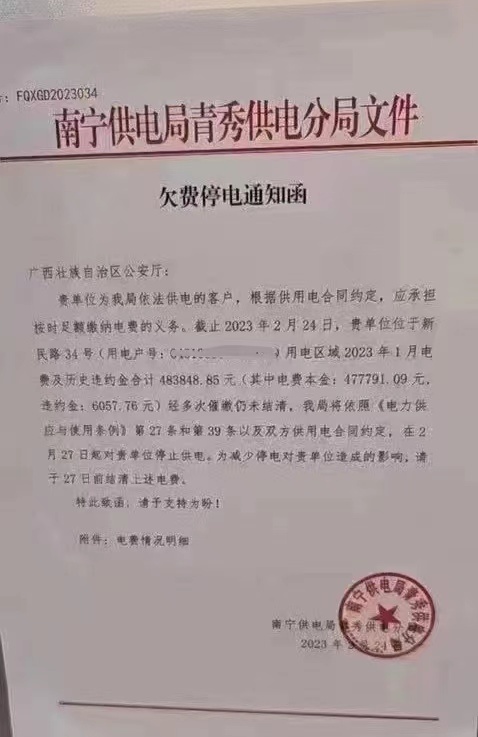 : FQXGD2023034
南宁供电局青秀供电分局文件
欠费停电通知函
广西壮族自治区公安厅：
贵单位为我局依法供电的客户，根据供用电合同约定，应承担
按时足额缴纳电费的义务。截止2023年2月24日，贵单位位于新
民路34号（用电户号：）用电区域2023年1月电
费及历史违约金合计483848.85元（其中电费本金：477791.09元，
违约金：6057.76元）经多次催缴仍未结清，我局将依照《电力供
应与使用条例》第27条和第39条以及双方供用电合同约定，在2
月27日起对贵单位停止供电。为减少停电对贵单位造成的影响，请
于27日前结清上述电费。
特此致函，请予支持为盼！
附件：电费情况明细
南宁供电局青秀供电分局
2023年2月24日
南宁供电局青秀供电分局